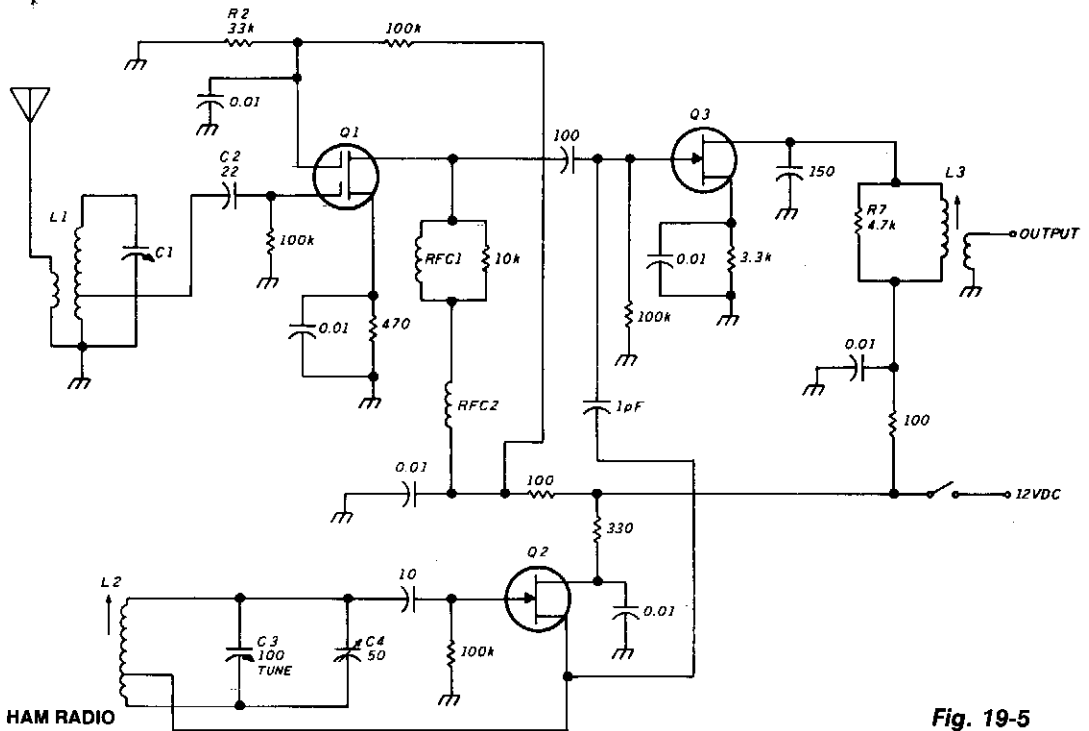 R2
33k
100k
0.01
Q1
C2
22
L1
C1
100k
0.01
470
RFC1
10k
RFC2
100
Q3
150
R7
4.7k
L3
OUTPUT
0.01
3.3k
100k
1pF
0.01
100
0.01
100
12VDC
330
Q2
L2
10
0.01
C3
100
TUNE
C4
50
100k
HAM RADIO
Fig. 19-5